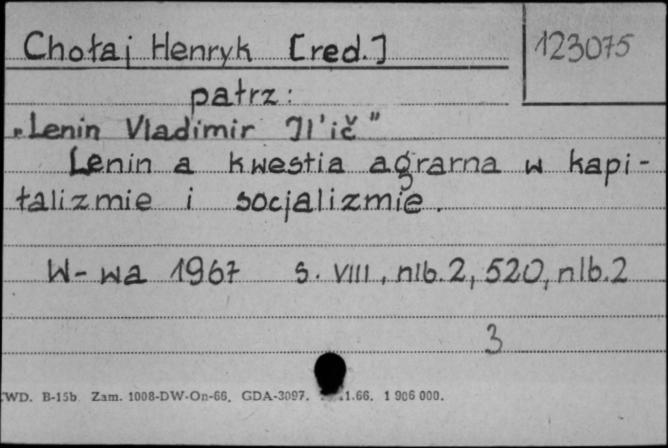 Chołaj Henryk [red.] 123075
patrz:
„Lenin Vladimir Il'ič"
Lenin a kwestia agrarna w kapi-
talizmie i socjalizmie.
W-wa 1967 s. VIII, nlb. 2, 520, nlb. 2
3
WD. B-15b Zam. 1008-DW-On-66. GDA-3097. .1.66. 1 906 000.